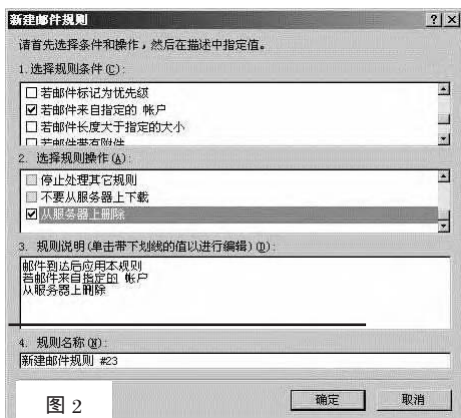 新建邮件规则
请首先选择条件和操作，然后在描述中指定值。
1.选择规则条件(C):
若邮件标记为优先级
若邮件来自指定的 帐户
若邮件长度大于指定的大小
若邮件带有附件
2. 选择规则操作(A):
停止处理其它规则
不要从服务器上下载
从服务器上删除
3. 规则说明(单击带下划线的值以进行编辑)(D):
邮件到达后应用本规则
若邮件来自指定的 帐户
从服务器上删除
4. 规则名称(N):
新建邮件规则 #23
图 2
确定
取消